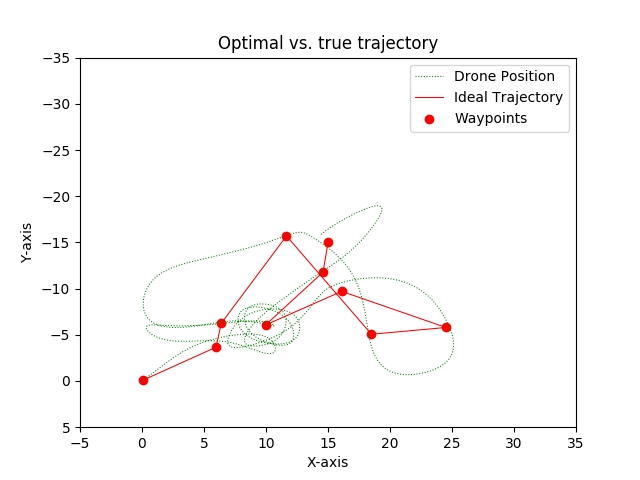 Optimal vs. true trajectory
Drone Position
Ideal Trajectory
Waypoints
Y-axis
−35
−30
−25
−20
−15
−10
−5
0
5
−5 0 5 10 15 20 25 30 35
X-axis